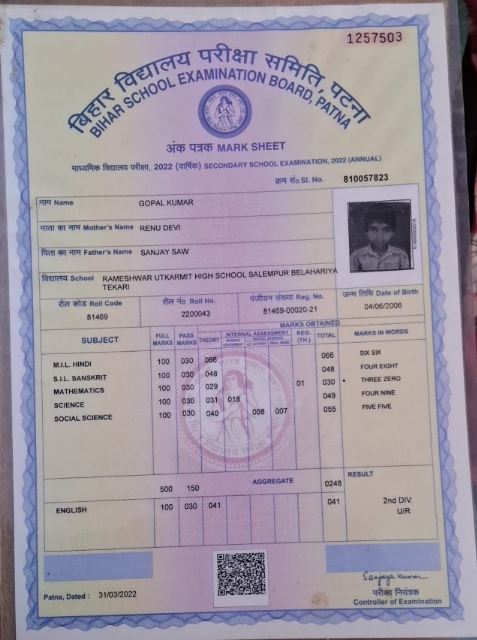 1257503
बिहार विद्यालय परीक्षा समिति, पटना
BIHAR SCHOOL EXAMINATION BOARD, PATNA
अंक पत्रक MARK SHEET
माध्यमिक विद्यालय परीक्षा, 2022 (वार्षिक) SECONDARY SCHOOL EXAMINATION, 2022 (ANNUAL)
क्रम सं० Sl. No. 810057823
नाम Name GOPAL KUMAR
माता का नाम Mother's Name RENU DEVI
पिता का नाम Father's Name SANJAY SAW
विद्यालय School RAMESHWAR UTKARMIT HIGH SCHOOL SALEMPUR BELAHARIYA
TEKARI
रौल कोड Roll Code रौल नं० Roll No. पंजीयन संख्या Reg. No. जन्म तिथि Date of Birth
81469 2200043 81469-00020-21 04/06/2006
MARKS OBTAINED
SUBJECT FULL MARKS PASS MARKS THEORY INTERNAL ASSESSMENT REG. (TH.) TOTAL MARKS IN WORDS
M.I.L. HINDI 100 030 066 066 SIX SIX
S.I.L. SANSKRIT 100 030 048 048 FOUR EIGHT
MATHEMATICS 100 030 029 01 030 * THREE ZERO
SCIENCE 100 030 031 018 049 FOUR NINE
SOCIAL SCIENCE 100 030 040 008 007 055 FIVE FIVE
500 150 AGGREGATE 0248 RESULT
ENGLISH 100 030 041 041 2nd DIV.
U/R
Patna, Dated : 31/03/2022
Sanjaya Kumar
परीक्षा नियंत्रक
Controller of Examination